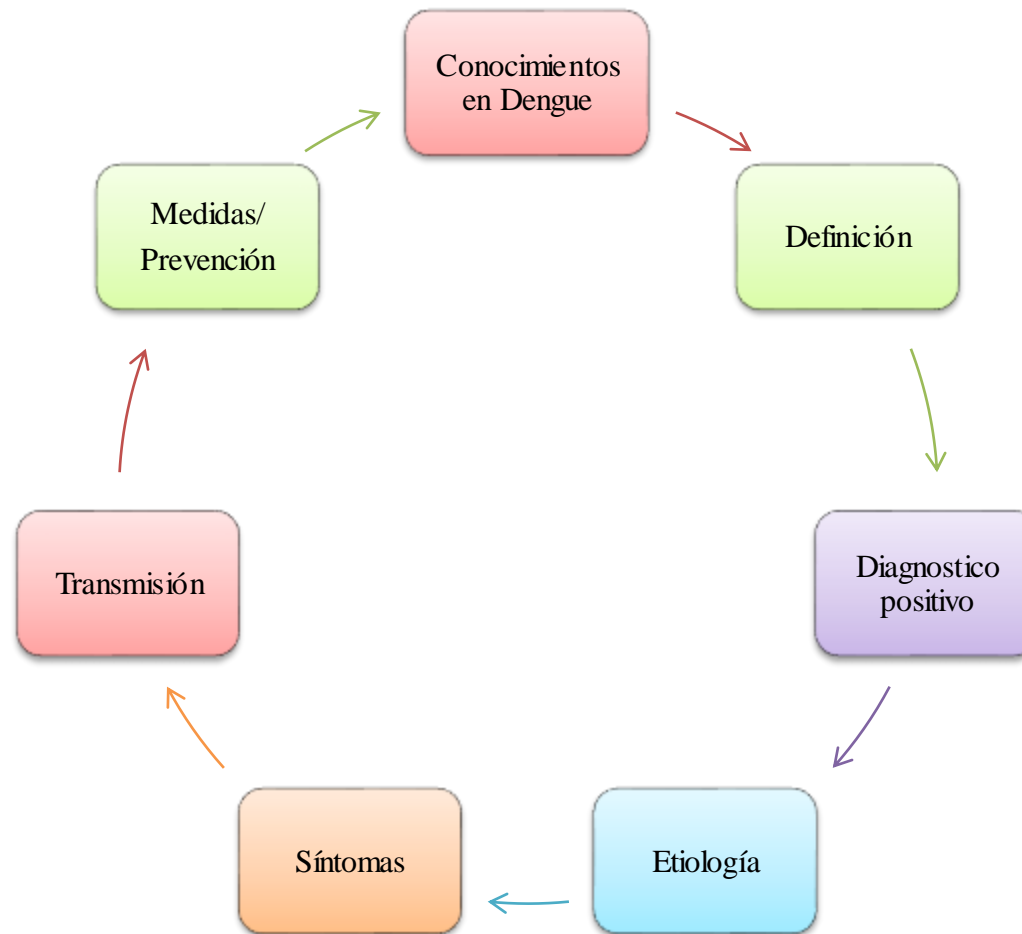 Conocimientos
en Dengue
Definición
Diagnostico
positivo
Etiología
Síntomas
Transmisión
Medidas/
Prevención